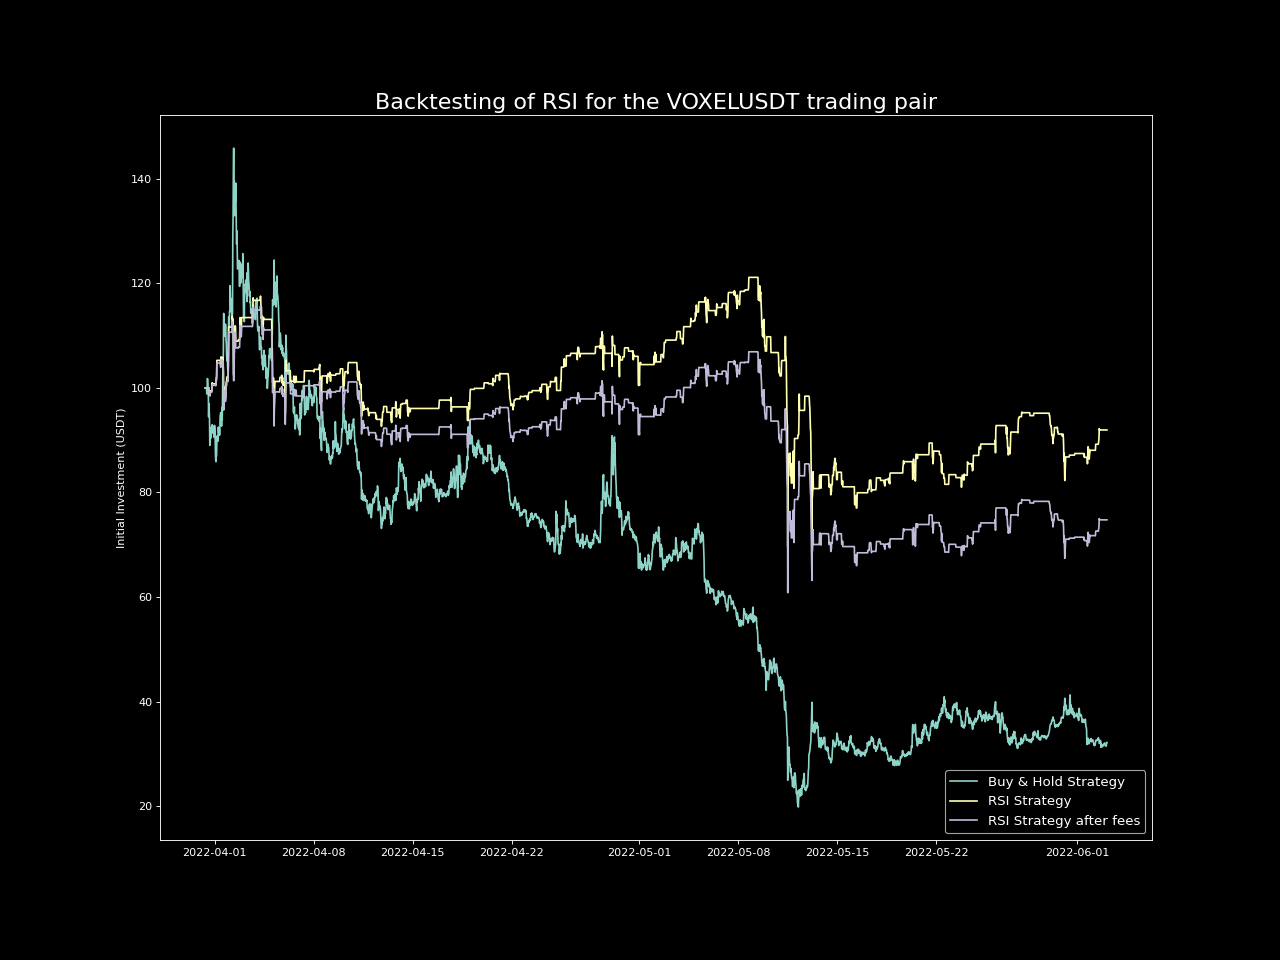 Backtesting of RSI for the VOXELUSDT trading pair
Initial Investment (USDT)
140
120
100
80
60
40
20
2022-04-01 2022-04-08 2022-04-15 2022-04-22 2022-05-01 2022-05-08 2022-05-15 2022-05-22 2022-06-01
Buy & Hold Strategy
RSI Strategy
RSI Strategy after fees